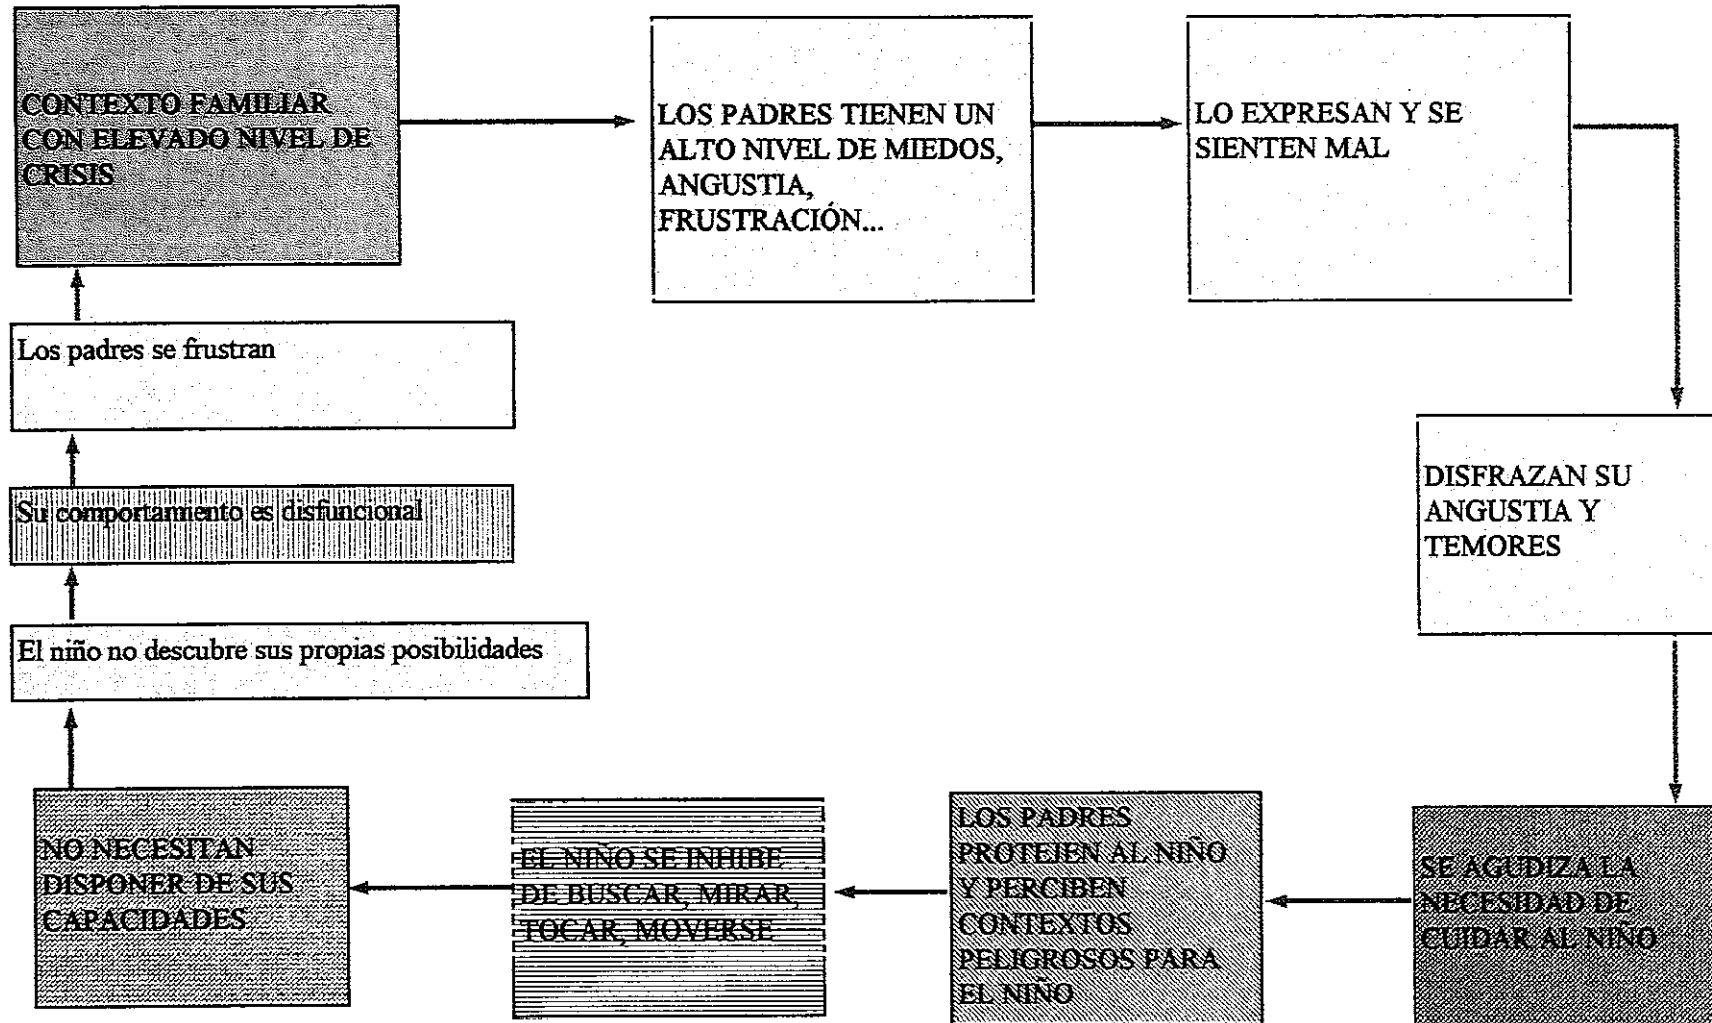 CONTEXTO FAMILIAR
CON ELEVADO NIVEL DE
CRISIS
LOS PADRES TIENEN UN
ALTO NIVEL DE MIEDOS,
ANGUSTIA,
FRUSTRACIÓN...
LO EXPRESAN Y SE
SIENTEN MAL
DISFRAZAN SU
ANGUSTIA Y
TEMORES
SE AGUDIZA LA
NECESIDAD DE
CUIDAR AL NIÑO
LOS PADRES
PROTEJEN AL NIÑO
Y PERCIBEN
CONTEXTOS
PELIGROSOS PARA
EL NIÑO
EL NIÑO SE INHIBE
DE BUSCAR, MIRAR,
TOCAR, MOVERSE
NO NECESITAN
DISPONER DE SUS
CAPACIDADES
El niño no descubre sus propias posibilidades
Su comportamiento es disfuncional
Los padres se frustran